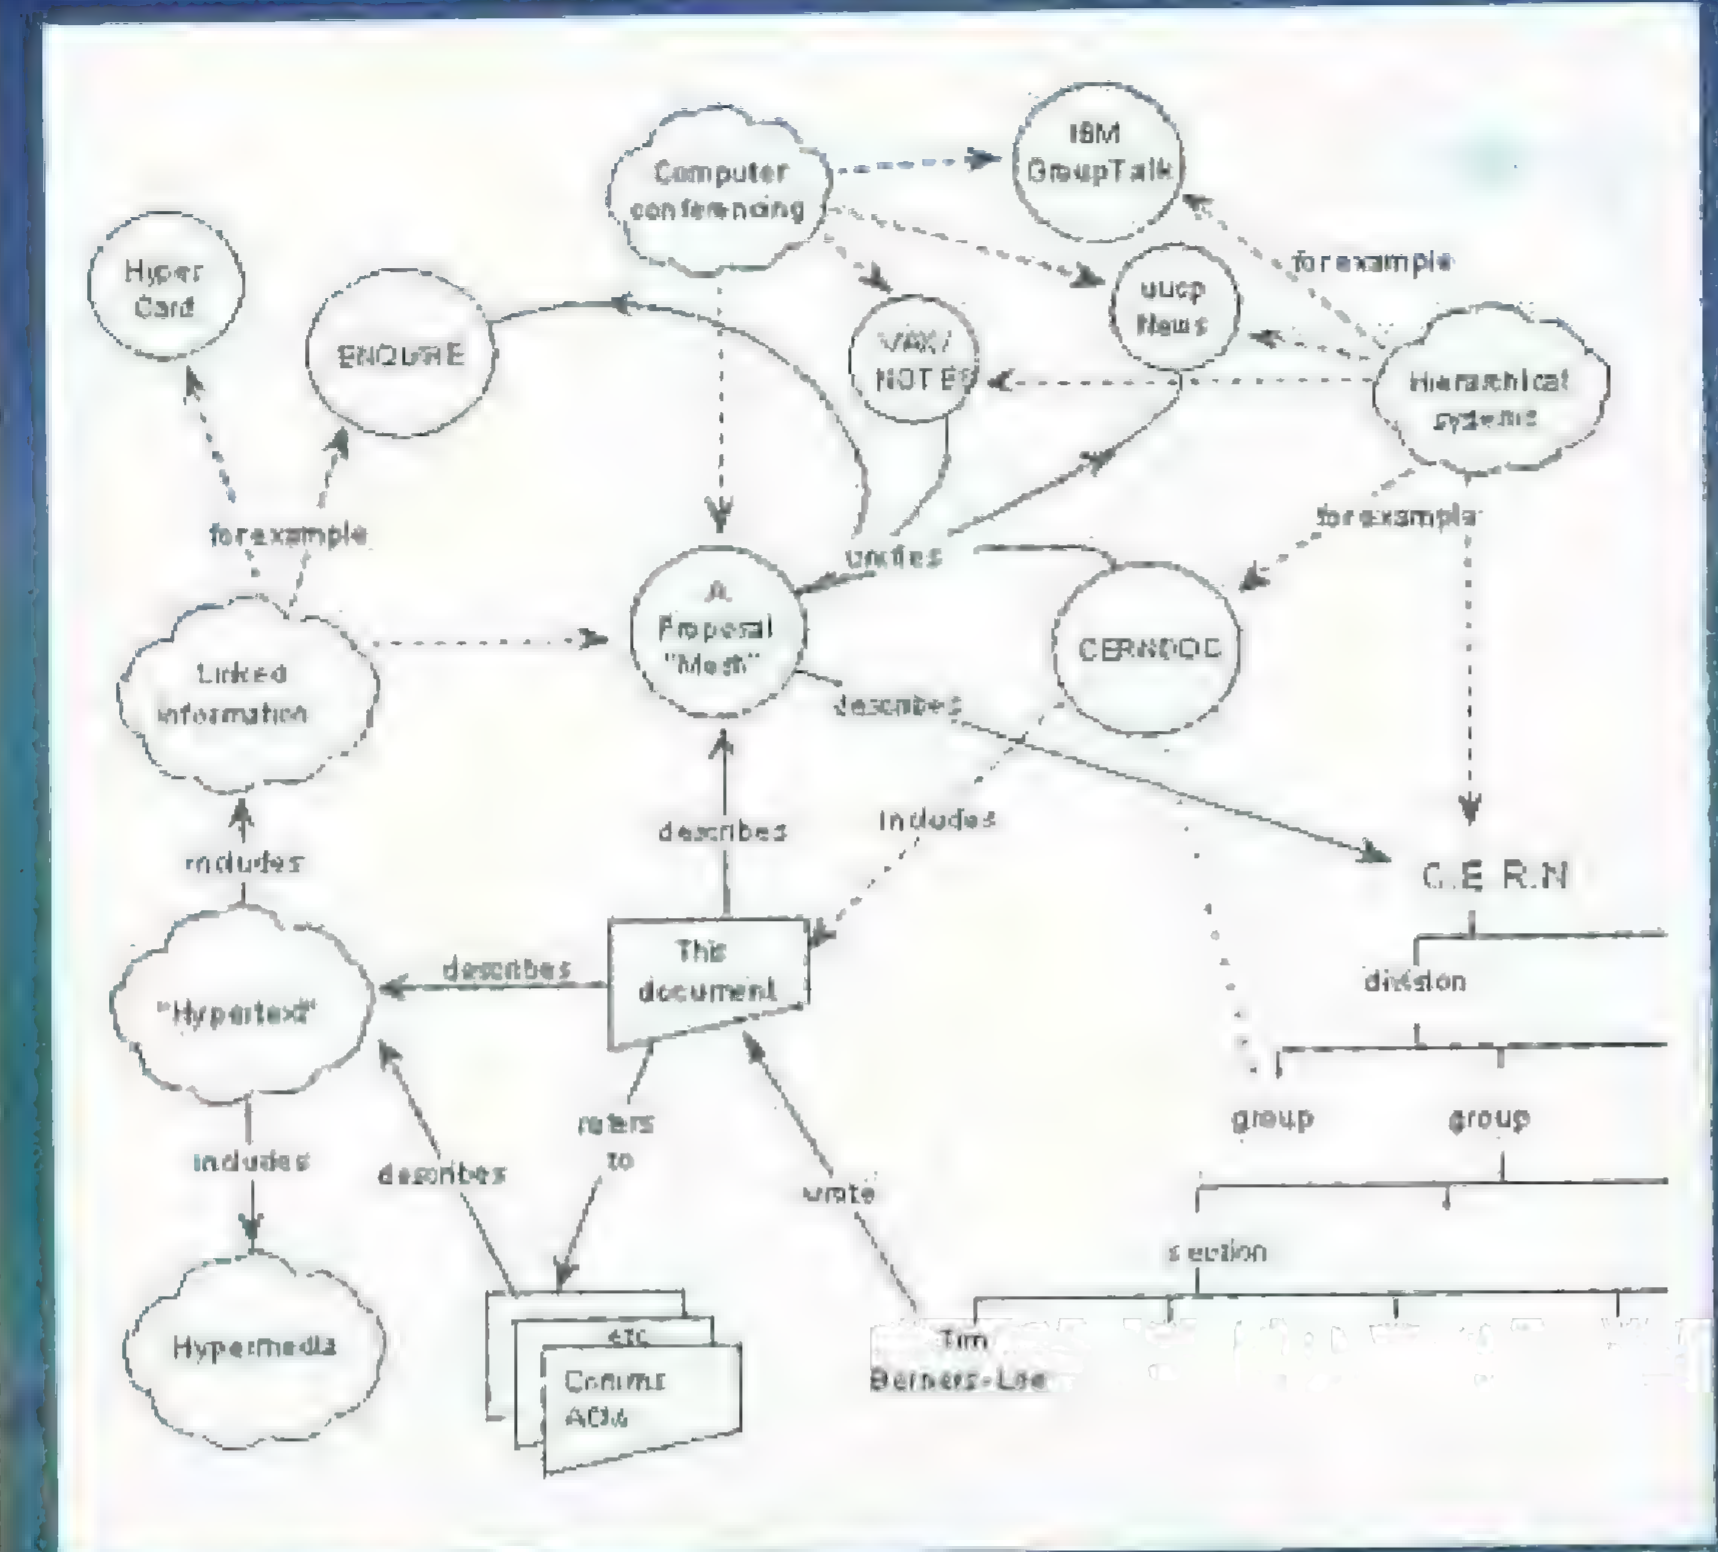 IBM
GroupTalk
Computer
conferencing
for example
Hyper
Card
uucp
News
ENQUIRE
VAX/
NOTES
Hierarchical
systems
for example
for example
unifies
A
Proposal
"Mesh"
CERNDOC
Linked
information
describes
describes
includes
includes
C.E.R.N
This
document
division
describes
"Hypertext"
refers
to
group
group
includes
describes
wrote
section
Hypermedia
etc
Tim
Berners-Lee
Comms
ACM